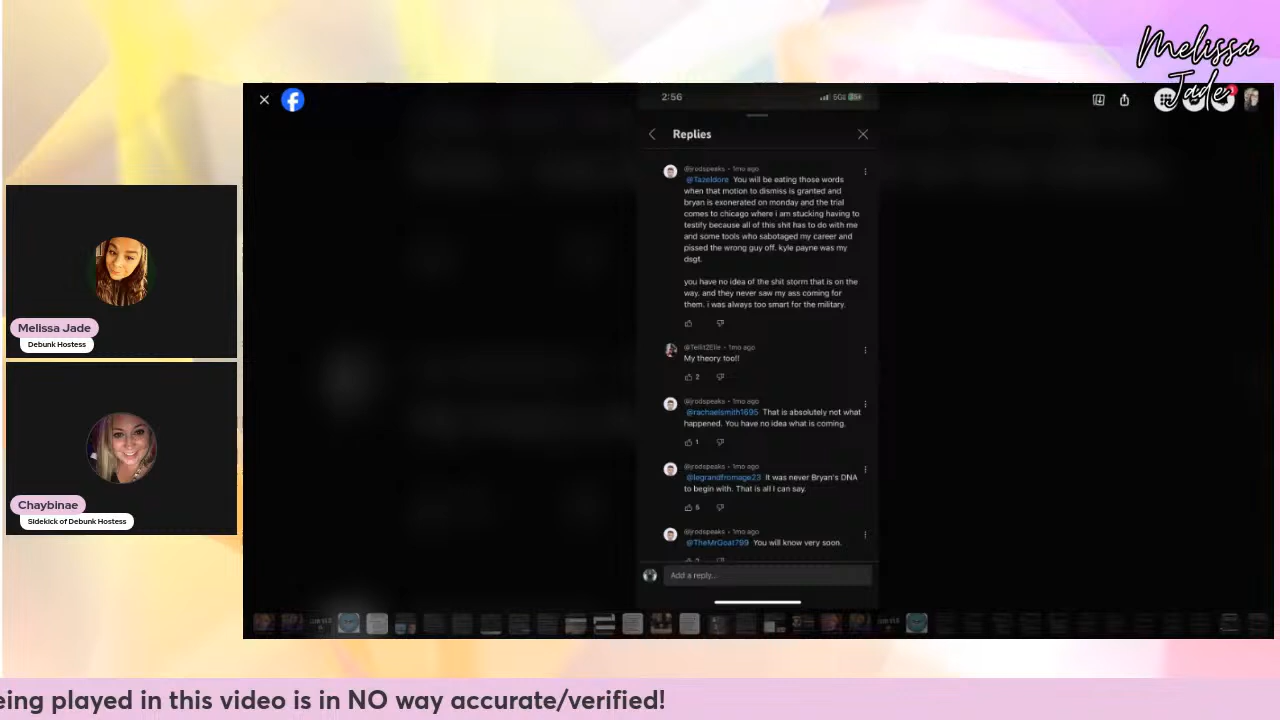 Melissa
Jade
2:56
Replies
@jrodspeaks • 1mo ago
@Tazeldore You will be eating those words
when that motion to dismiss is granted and
bryan is exonerated on monday and the trial
comes to chicago where i am stucking having to
testify because all of this shit has to do with me
and some tools who sabotaged my career and
pissed the wrong guy off. kyle payne was my
dsgt.
you have no idea of the shit storm that is on the
way. and they never saw my ass coming for
them. i was always too smart for the military.
1mo ago
My theory too!!
2
@jrodspeaks • 1mo ago
@rachaelsmith1695 That is absolutely not what
happened. You have no idea what is coming.
1
@jrodspeaks • 1mo ago
@legrandfromage23 It was never Bryan's DNA
to begin with. That is all I can say.
@jrodspeaks • 1mo ago
@TheMrGoat799 You will know very soon.
Add a reply...
Melissa Jade
Debunk Hostess
Chaybinae
Sidekick of Debunk Hostess
eing played in this video is in NO way accurate/verified!